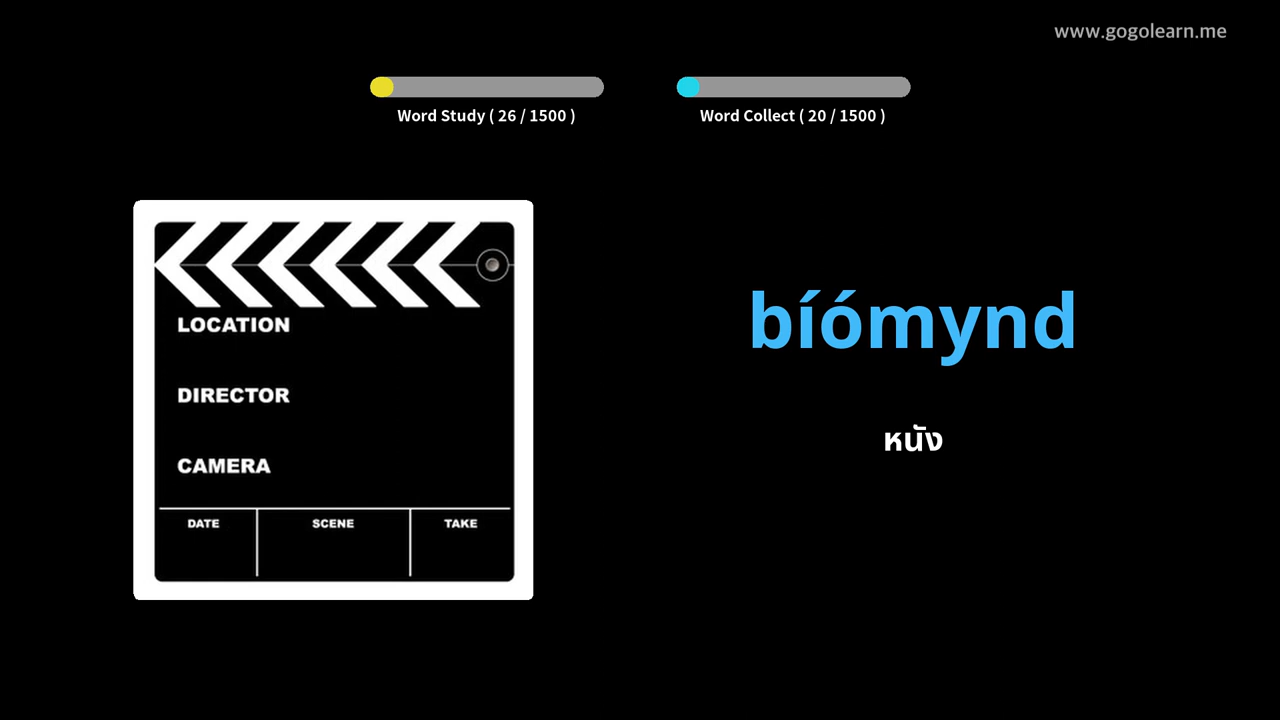 www.gogolearn.me
Word Study ( 26 / 1500 )
Word Collect ( 20 / 1500 )
LOCATION
DIRECTOR
CAMERA
DATE
SCENE
TAKE
bíómynd
หนัง